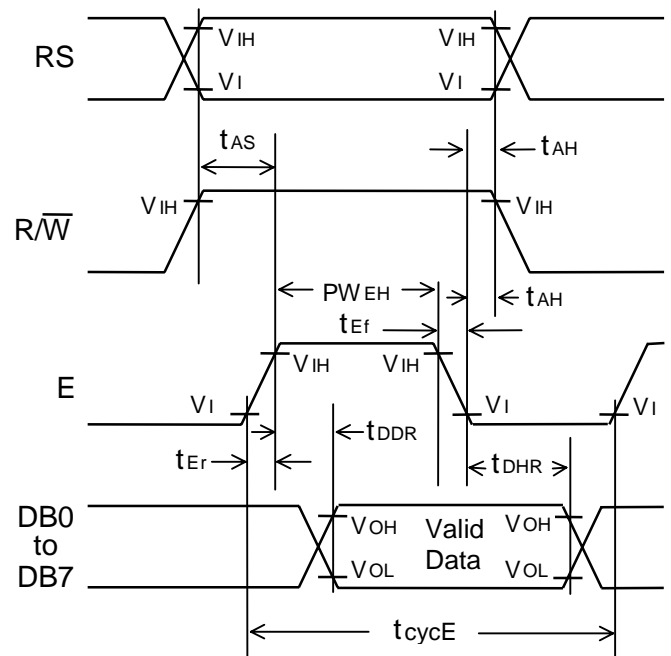 RS
VIH
VIH
VI
VI
tAS
tAH
R/W
VIH
VIH
PWEH
tAH
tEf
E
VIH
VIH
VI
VI
VI
tDDR
tEr
tDHR
DB0
to
DB7
VOH
Valid
Data
VOH
VOL
VOL
tcycE